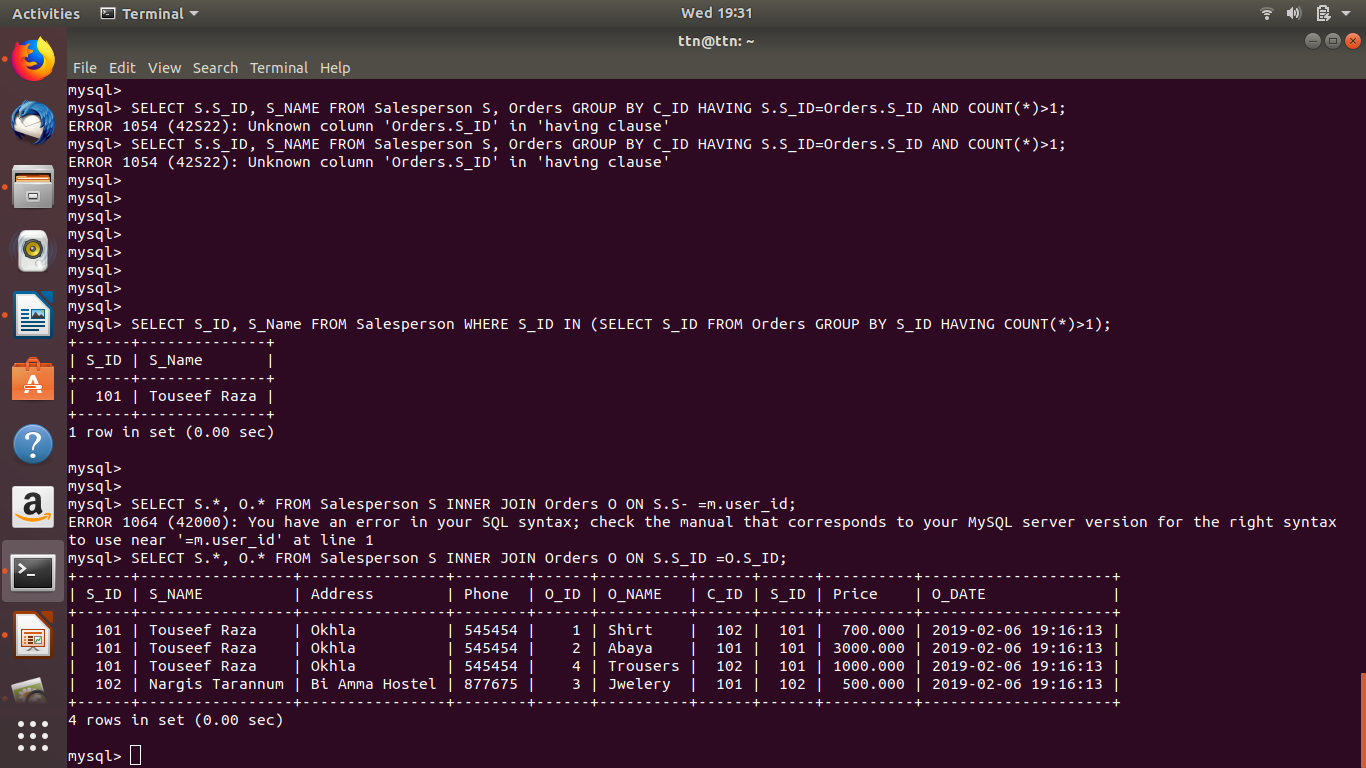 Activities Terminal Wed 19:31
ttn@ttn: ~
File Edit View Search Terminal Help
mysql>
mysql> SELECT S.S_ID, S_NAME FROM Salesperson S, Orders GROUP BY C_ID HAVING S.S_ID=Orders.S_ID AND COUNT(*)>1;
ERROR 1054 (42S22): Unknown column 'Orders.S_ID' in 'having clause'
mysql> SELECT S.S_ID, S_NAME FROM Salesperson S, Orders GROUP BY C_ID HAVING S.S_ID=Orders.S_ID AND COUNT(*)>1;
ERROR 1054 (42S22): Unknown column 'Orders.S_ID' in 'having clause'
mysql>
mysql>
mysql>
mysql>
mysql>
mysql>
mysql>
mysql>
mysql> SELECT S_ID, S_Name FROM Salesperson WHERE S_ID IN (SELECT S_ID FROM Orders GROUP BY S_ID HAVING COUNT(*)>1);
+------+--------------+
| S_ID | S_Name       |
+------+--------------+
|  101 | Touseef Raza |
+------+--------------+
1 row in set (0.00 sec)
mysql>
mysql>
mysql> SELECT S.*, O.* FROM Salesperson S INNER JOIN Orders O ON S.S- =m.user_id;
ERROR 1064 (42000): You have an error in your SQL syntax; check the manual that corresponds to your MySQL server version for the right syntax
to use near '=m.user_id' at line 1
mysql> SELECT S.*, O.* FROM Salesperson S INNER JOIN Orders O ON S.S_ID =O.S_ID;
+------+-----------------+----------------+--------+------+----------+------+------+----------+---------------------+
| S_ID | S_NAME          | Address        | Phone  | O_ID | O_NAME   | C_ID | S_ID | Price    | O_DATE              |
+------+-----------------+----------------+--------+------+----------+------+------+----------+---------------------+
|  101 | Touseef Raza    | Okhla          | 545454 |    1 | Shirt    |  102 |  101 |  700.000 | 2019-02-06 19:16:13 |
|  101 | Touseef Raza    | Okhla          | 545454 |    2 | Abaya    |  101 |  101 | 3000.000 | 2019-02-06 19:16:13 |
|  101 | Touseef Raza    | Okhla          | 545454 |    4 | Trousers |  102 |  101 | 1000.000 | 2019-02-06 19:16:13 |
|  102 | Nargis Tarannum | Bi Amma Hostel | 877675 |    3 | Jwelery  |  101 |  102 |  500.000 | 2019-02-06 19:16:13 |
+------+-----------------+----------------+--------+------+----------+------+------+----------+---------------------+
4 rows in set (0.00 sec)
mysql>